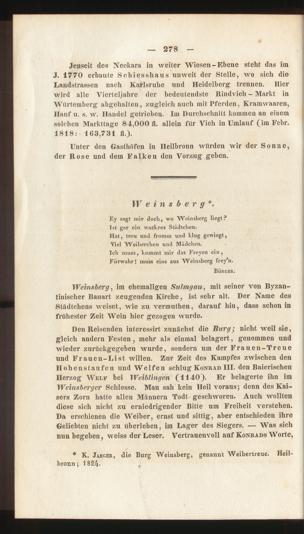 — 278 —
Jenseit des Neckars in weiter Wiesen-Ebene steht das im
J. 1770 erbaute Schiesshaus unweit der Stelle, wo sich die
Landstrassen nach Karlsruhe und Heidelberg trennen. Hier
wird alle Vierteljahre der bedeutendste Rindvieh-Markt in
Würtemberg abgehalten, zugleich auch mit Pferden, Kramwaaren,
Hanf u. s. w. Handel getrieben. Im Durchschnitt kommen an einem
solchen Markttage 84,000 fl. allein für Vieh in Umlauf (im Febr.
1818: 163,731 fl.).
Unter den Gasthöfen in Heilbronn würden wir der Sonne,
der Rose und dem Falken den Vorzug geben.
Weinsberg*.
Ey sagt mir doch, wo Weinsberg liegt?
Ist gar ein wackres Städtchen.
Hat, treu und fromm und klug gewiegt,
Viel Weiberchen und Mädchen.
Ich muss, kommt mir das Freyen ein,
Fürwahr! muss eins aus Weinsberg frey'n.
Bürger.
Weinsberg, im ehemaligen Sulmgau, mit seiner von Byzan-
tinischer Bauart zeugenden Kirche, ist sehr alt. Der Name des
Städtchens weiset, wie zu vermuthen, darauf hin, dass schon in
frühester Zeit Wein hier gezogen wurde.
Den Reisenden interessirt zunächst die Burg; nicht weil sie,
gleich andern Festen, mehr als einmal belagert, genommen und
wieder zurückgegeben wurde, sondern um der Frauen-Treue
und Frauen-List willen. Zur Zeit des Kampfes zwischen den
Hohenstaufen und Welfen schlug Konrad III. den Baierischen
Herzog Welf bei Weiblingen (1140). Er belagerte ihn im
Weinsberger Schlosse. Man sah kein Heil voraus; denn des Kai-
sers Zorn hatte allen Männern Tod geschworen. Auch wollten
diese sich nicht zu erniedrigender Bitte um Freiheit verstehen.
Da erschienen die Weiber, ernst und sittig, aber entschieden ihre
Geliebten nicht zu überleben, im Lager des Siegers. — Was sich
nun begeben, weiss der Leser. Vertrauenvoll auf Konrads Worte,
* K. Jaeger, die Burg Weinsberg, genannt Weibertreue. Heil-
bronn; 1824.